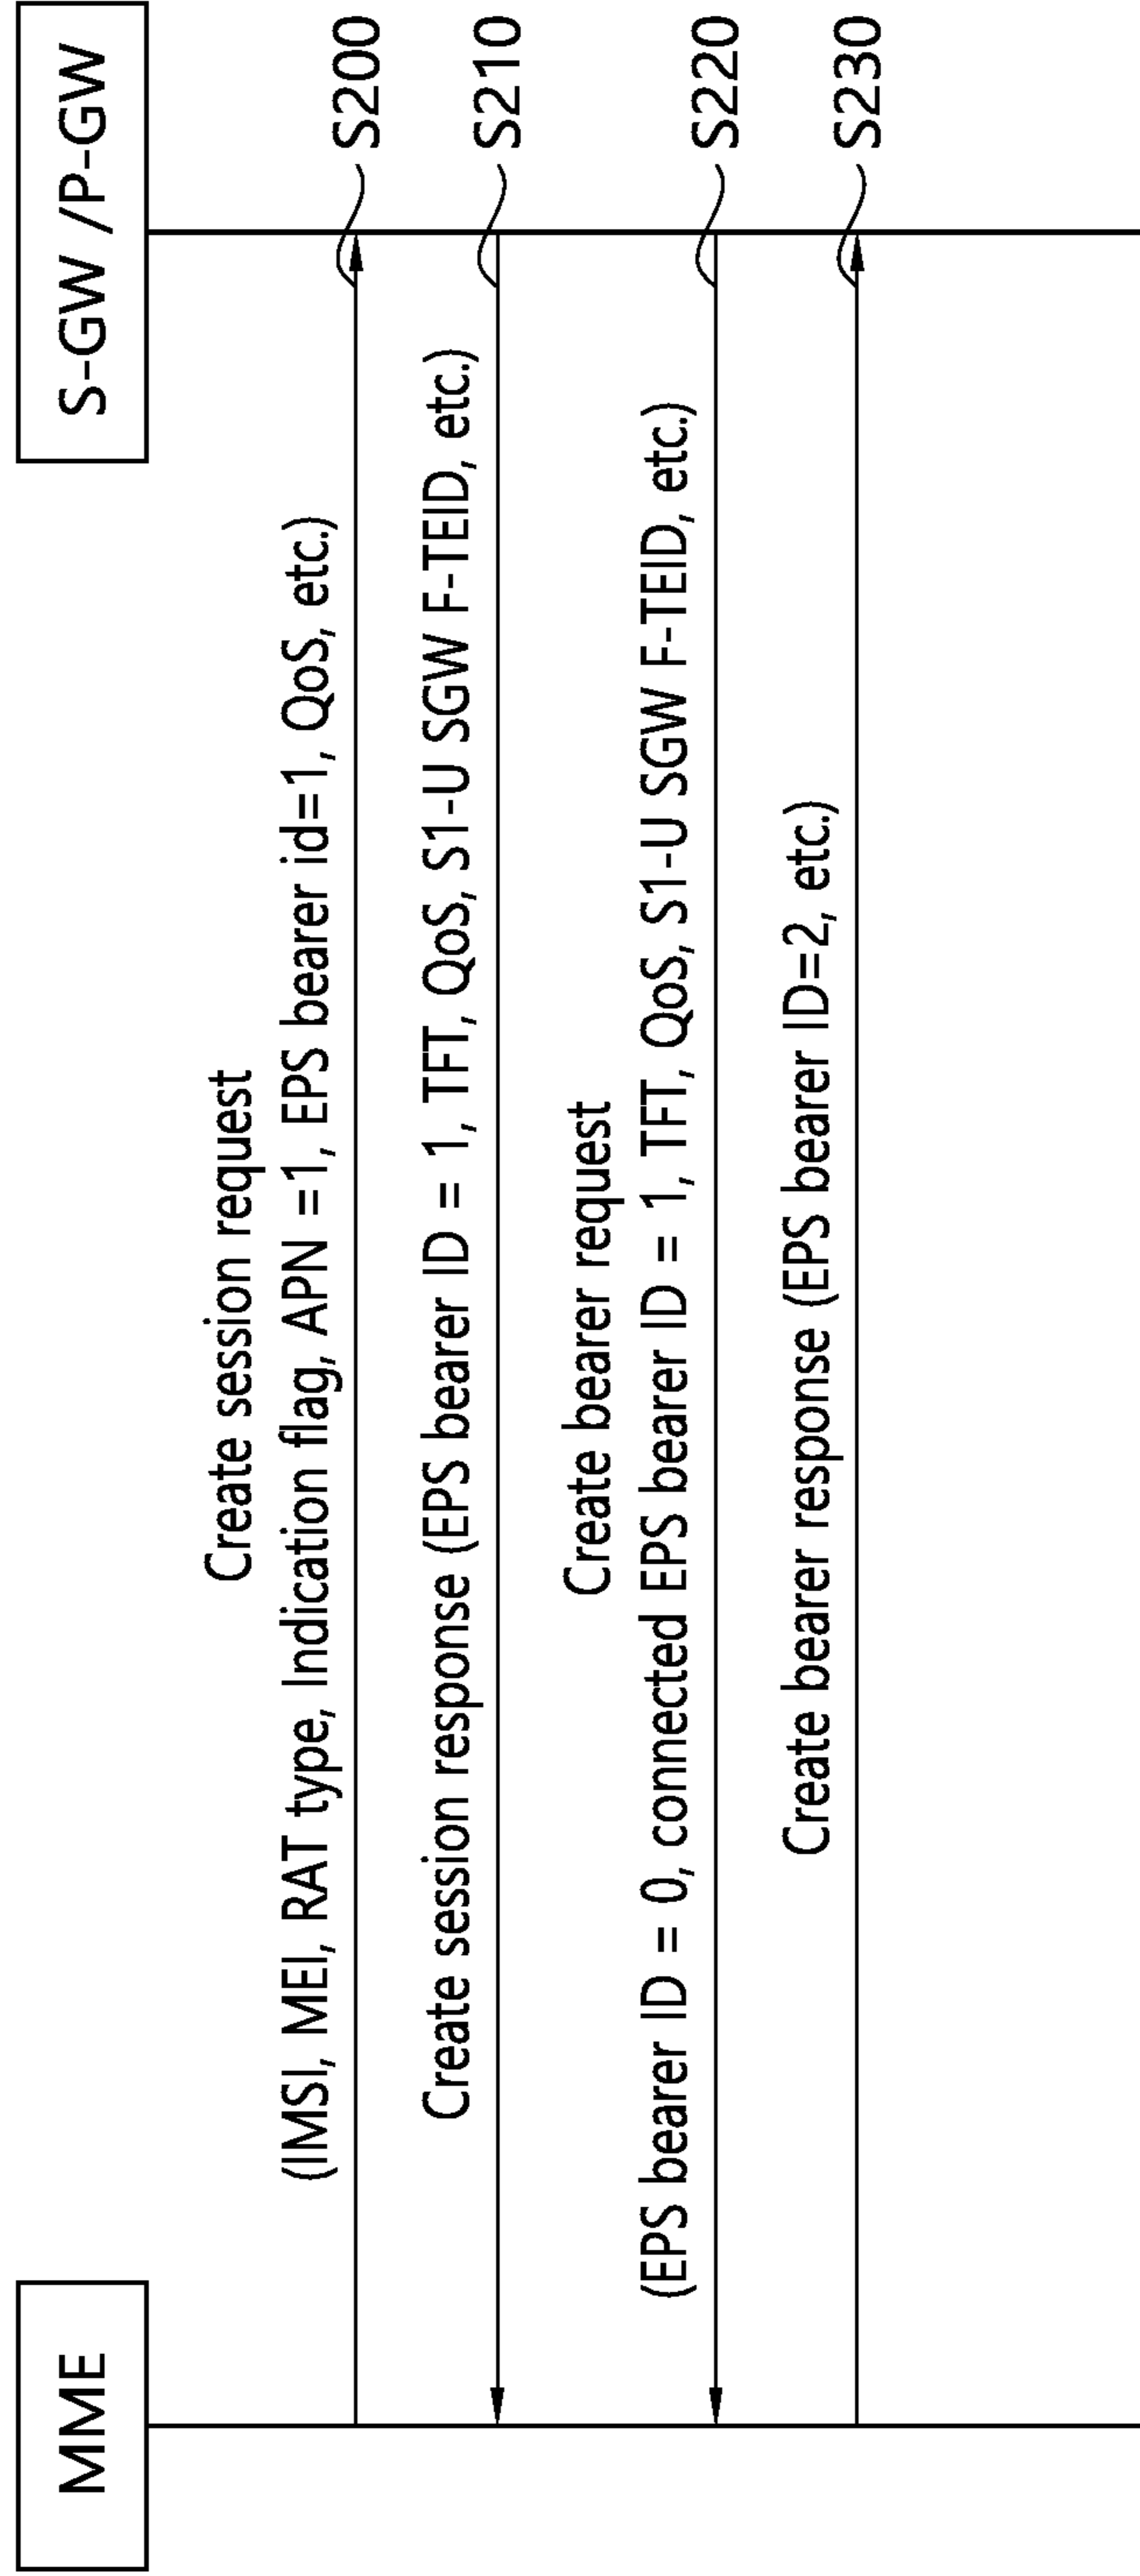 MME
S-GW /P-GW
Create session request
(IMSI, MEI, RAT type, Indication flag, APN =1, EPS bearer id=1, QoS, etc.)
S200
Create session response (EPS bearer ID = 1, TFT, QoS, S1-U SGW F-TEID, etc.)
S210
Create bearer request
(EPS bearer ID = 0, connected EPS bearer ID = 1, TFT, QoS, S1-U SGW F-TEID, etc.)
S220
Create bearer response (EPS bearer ID=2, etc.)
S230